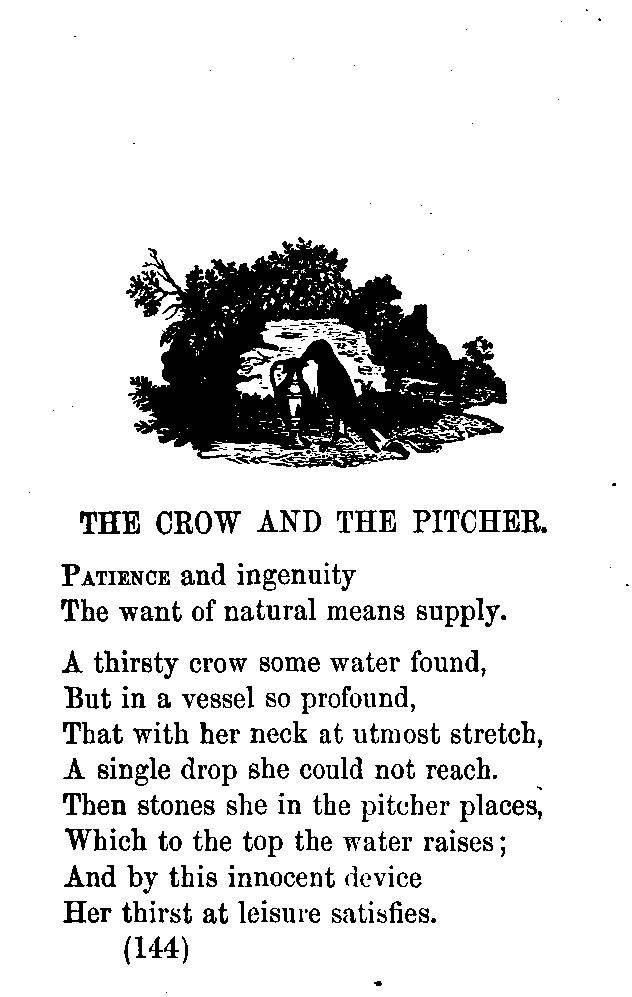 THE CROW AND THE PITCHER.
PATIENCE and ingenuity
The want of natural means supply.
A thirsty crow some water found,
But in a vessel so profound,
That with her neck at utmost stretch,
A single drop she could not reach.
Then stones she in the pitcher places,
Which to the top the water raises;
And by this innocent device
Her thirst at leisure satisfies.
(144)